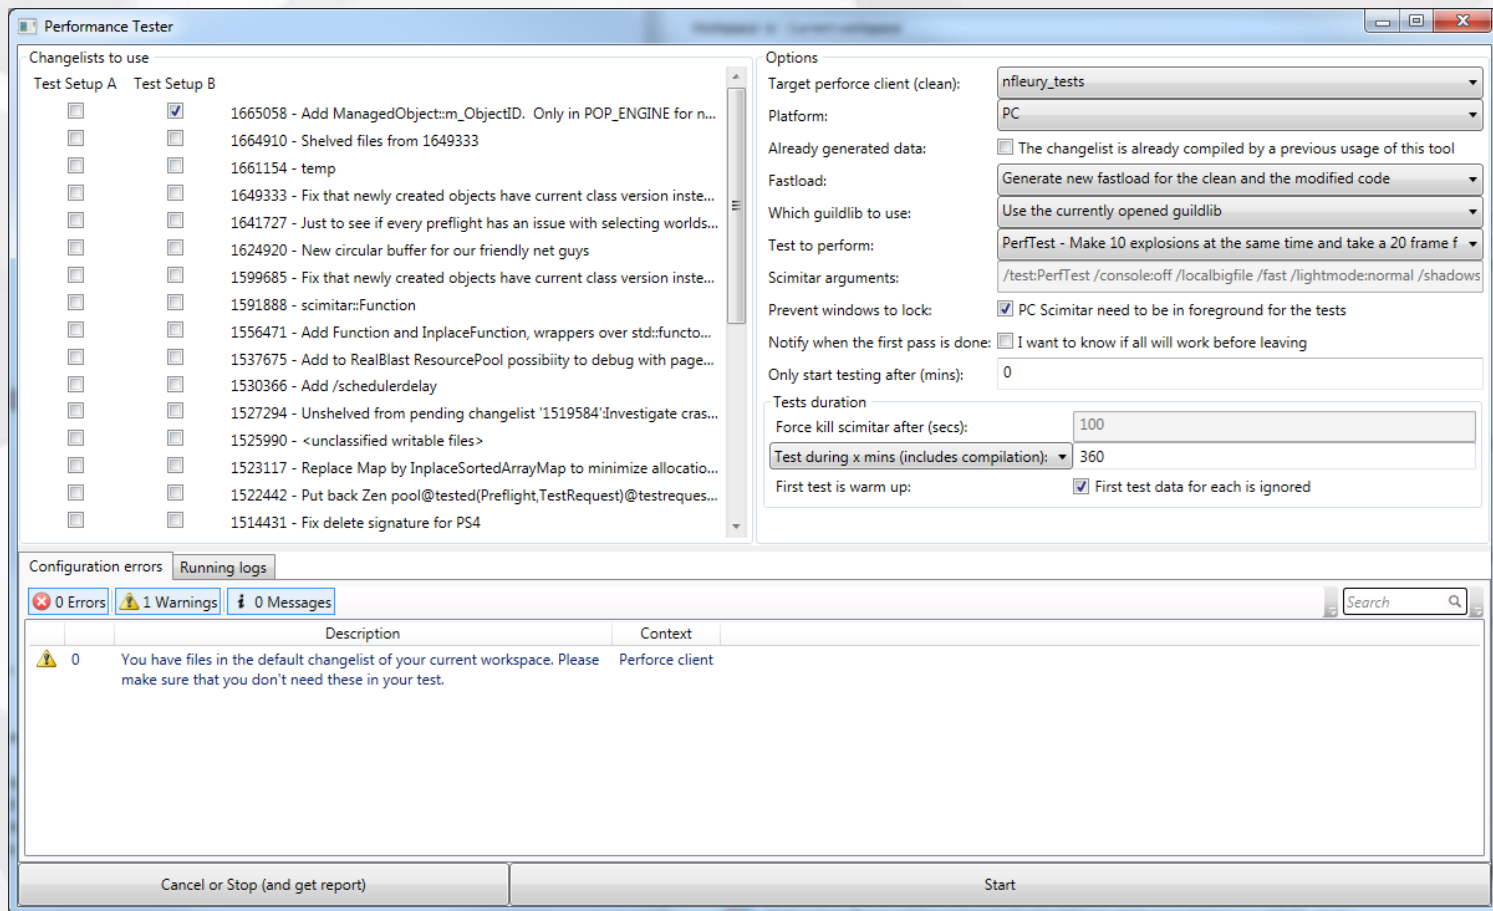 Performance Tester
Changelists to use
Test Setup A Test Setup B
1665058 - Add ManagedObject::m_ObjectID. Only in POP_ENGINE for n...
1664910 - Shelved files from 1649333
1661154 - temp
1649333 - Fix that newly created objects have current class version inste...
1641727 - Just to see if every preflight has an issue with selecting worlds...
1624920 - New circular buffer for our friendly net guys
1599685 - Fix that newly created objects have current class version inste...
1591888 - scimitar::Function
1556471 - Add Function and InplaceFunction, wrappers over std::functo...
1537675 - Add to RealBlast ResourcePool possibiity to debug with page...
1530366 - Add /schedulerdelay
1527294 - Unshelved from pending changelist '1519584':Investigate cras...
1525990 - <unclassified writable files>
1523117 - Replace Map by InplaceSortedArrayMap to minimize allocatio...
1522442 - Put back Zen pool@tested(Preflight,TestRequest)@testreques...
1514431 - Fix delete signature for PS4
Options
Target perforce client (clean): nfleury_tests
Platform: PC
Already generated data: The changelist is already compiled by a previous usage of this tool
Fastload: Generate new fastload for the clean and the modified code
Which guildlib to use: Use the currently opened guildlib
Test to perform: PerfTest - Make 10 explosions at the same time and take a 20 frame f
Scimitar arguments: /test:PerfTest /console:off /localbigfile /fast /lightmode:normal /shadows
Prevent windows to lock: PC Scimitar need to be in foreground for the tests
Notify when the first pass is done: I want to know if all will work before leaving
Only start testing after (mins): 0
Tests duration
Force kill scimitar after (secs): 100
Test during x mins (includes compilation): 360
First test is warm up: First test data for each is ignored
Configuration errors Running logs
0 Errors 1 Warnings 0 Messages Search
Description Context
0 You have files in the default changelist of your current workspace. Please Perforce client
make sure that you don't need these in your test.
Cancel or Stop (and get report) Start